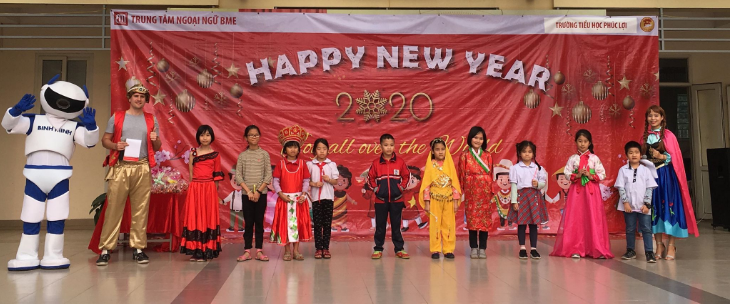 TRUNG TÂM NGOẠI NGỮ BME
TRƯỜNG TIỂU HỌC PHÚC LỢI
HAPPY NEW YEAR
2020
all over the World
BINH MINH